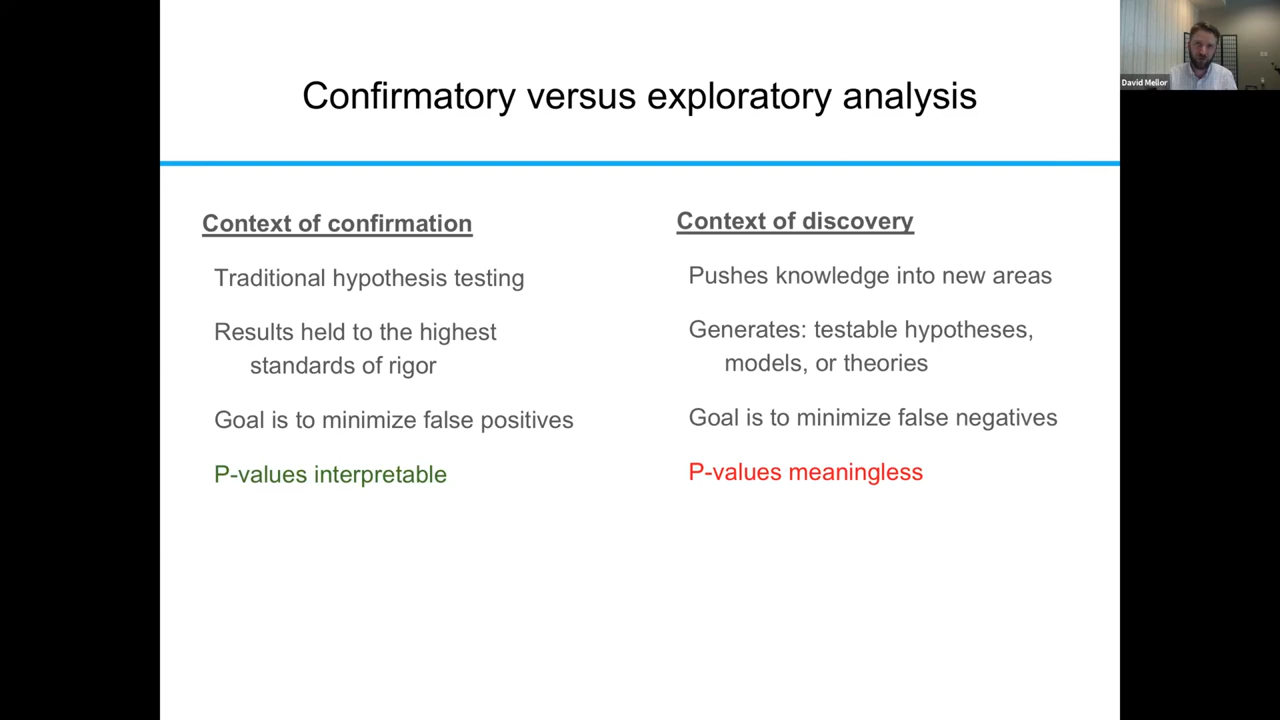 Confirmatory versus exploratory analysis
Context of confirmation
Traditional hypothesis testing
Results held to the highest
standards of rigor
Goal is to minimize false positives
P-values interpretable
Context of discovery
Pushes knowledge into new areas
Generates: testable hypotheses,
models, or theories
Goal is to minimize false negatives
P-values meaningless
David Mellor